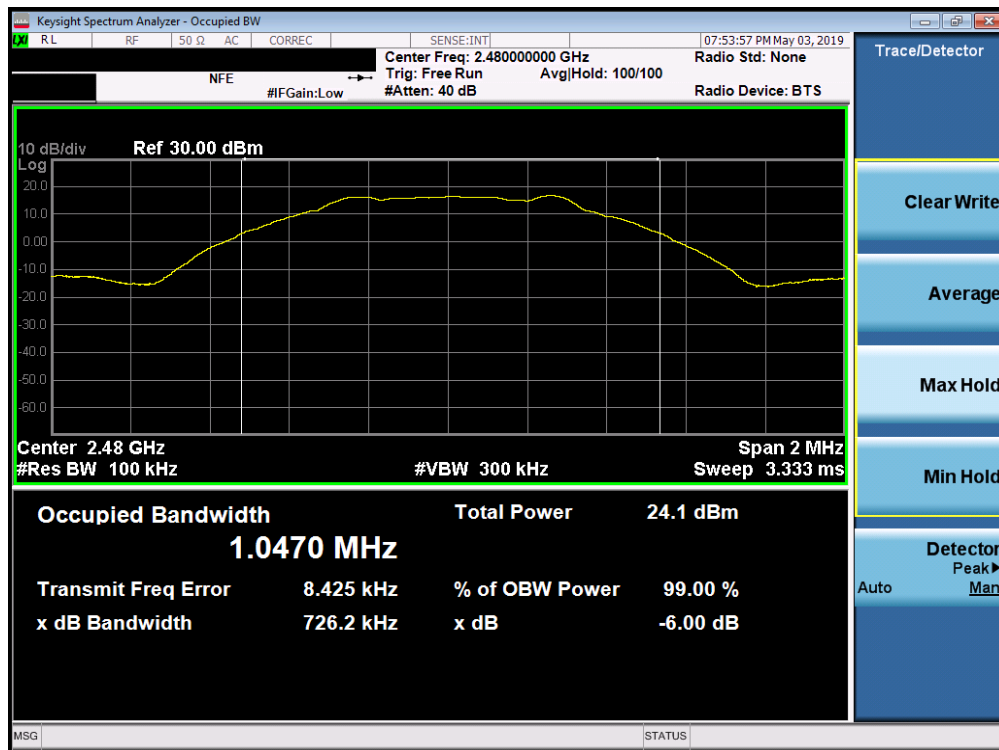 Keysight Spectrum Analyzer - Occupied BW
LXI RL RF 50 Ω AC CORREC SENSE:INT 07:53:57 PM May 03, 2019
Center Freq: 2.480000000 GHz Radio Std: None
NFE Trig: Free Run Avg|Hold: 100/100
#IFGain:Low #Atten: 40 dB Radio Device: BTS
10 dB/div Ref 30.00 dBm
Log
20.0
10.0
0.00
-10.0
-20.0
-30.0
-40.0
-50.0
-60.0
Center 2.48 GHz Span 2 MHz
#Res BW 100 kHz #VBW 300 kHz Sweep 3.333 ms
Occupied Bandwidth Total Power 24.1 dBm
1.0470 MHz
Transmit Freq Error 8.425 kHz % of OBW Power 99.00 %
x dB Bandwidth 726.2 kHz x dB -6.00 dB
MSG STATUS
Trace/Detector
Clear Write
Average
Max Hold
Min Hold
Detector
Peak▶
Auto Man